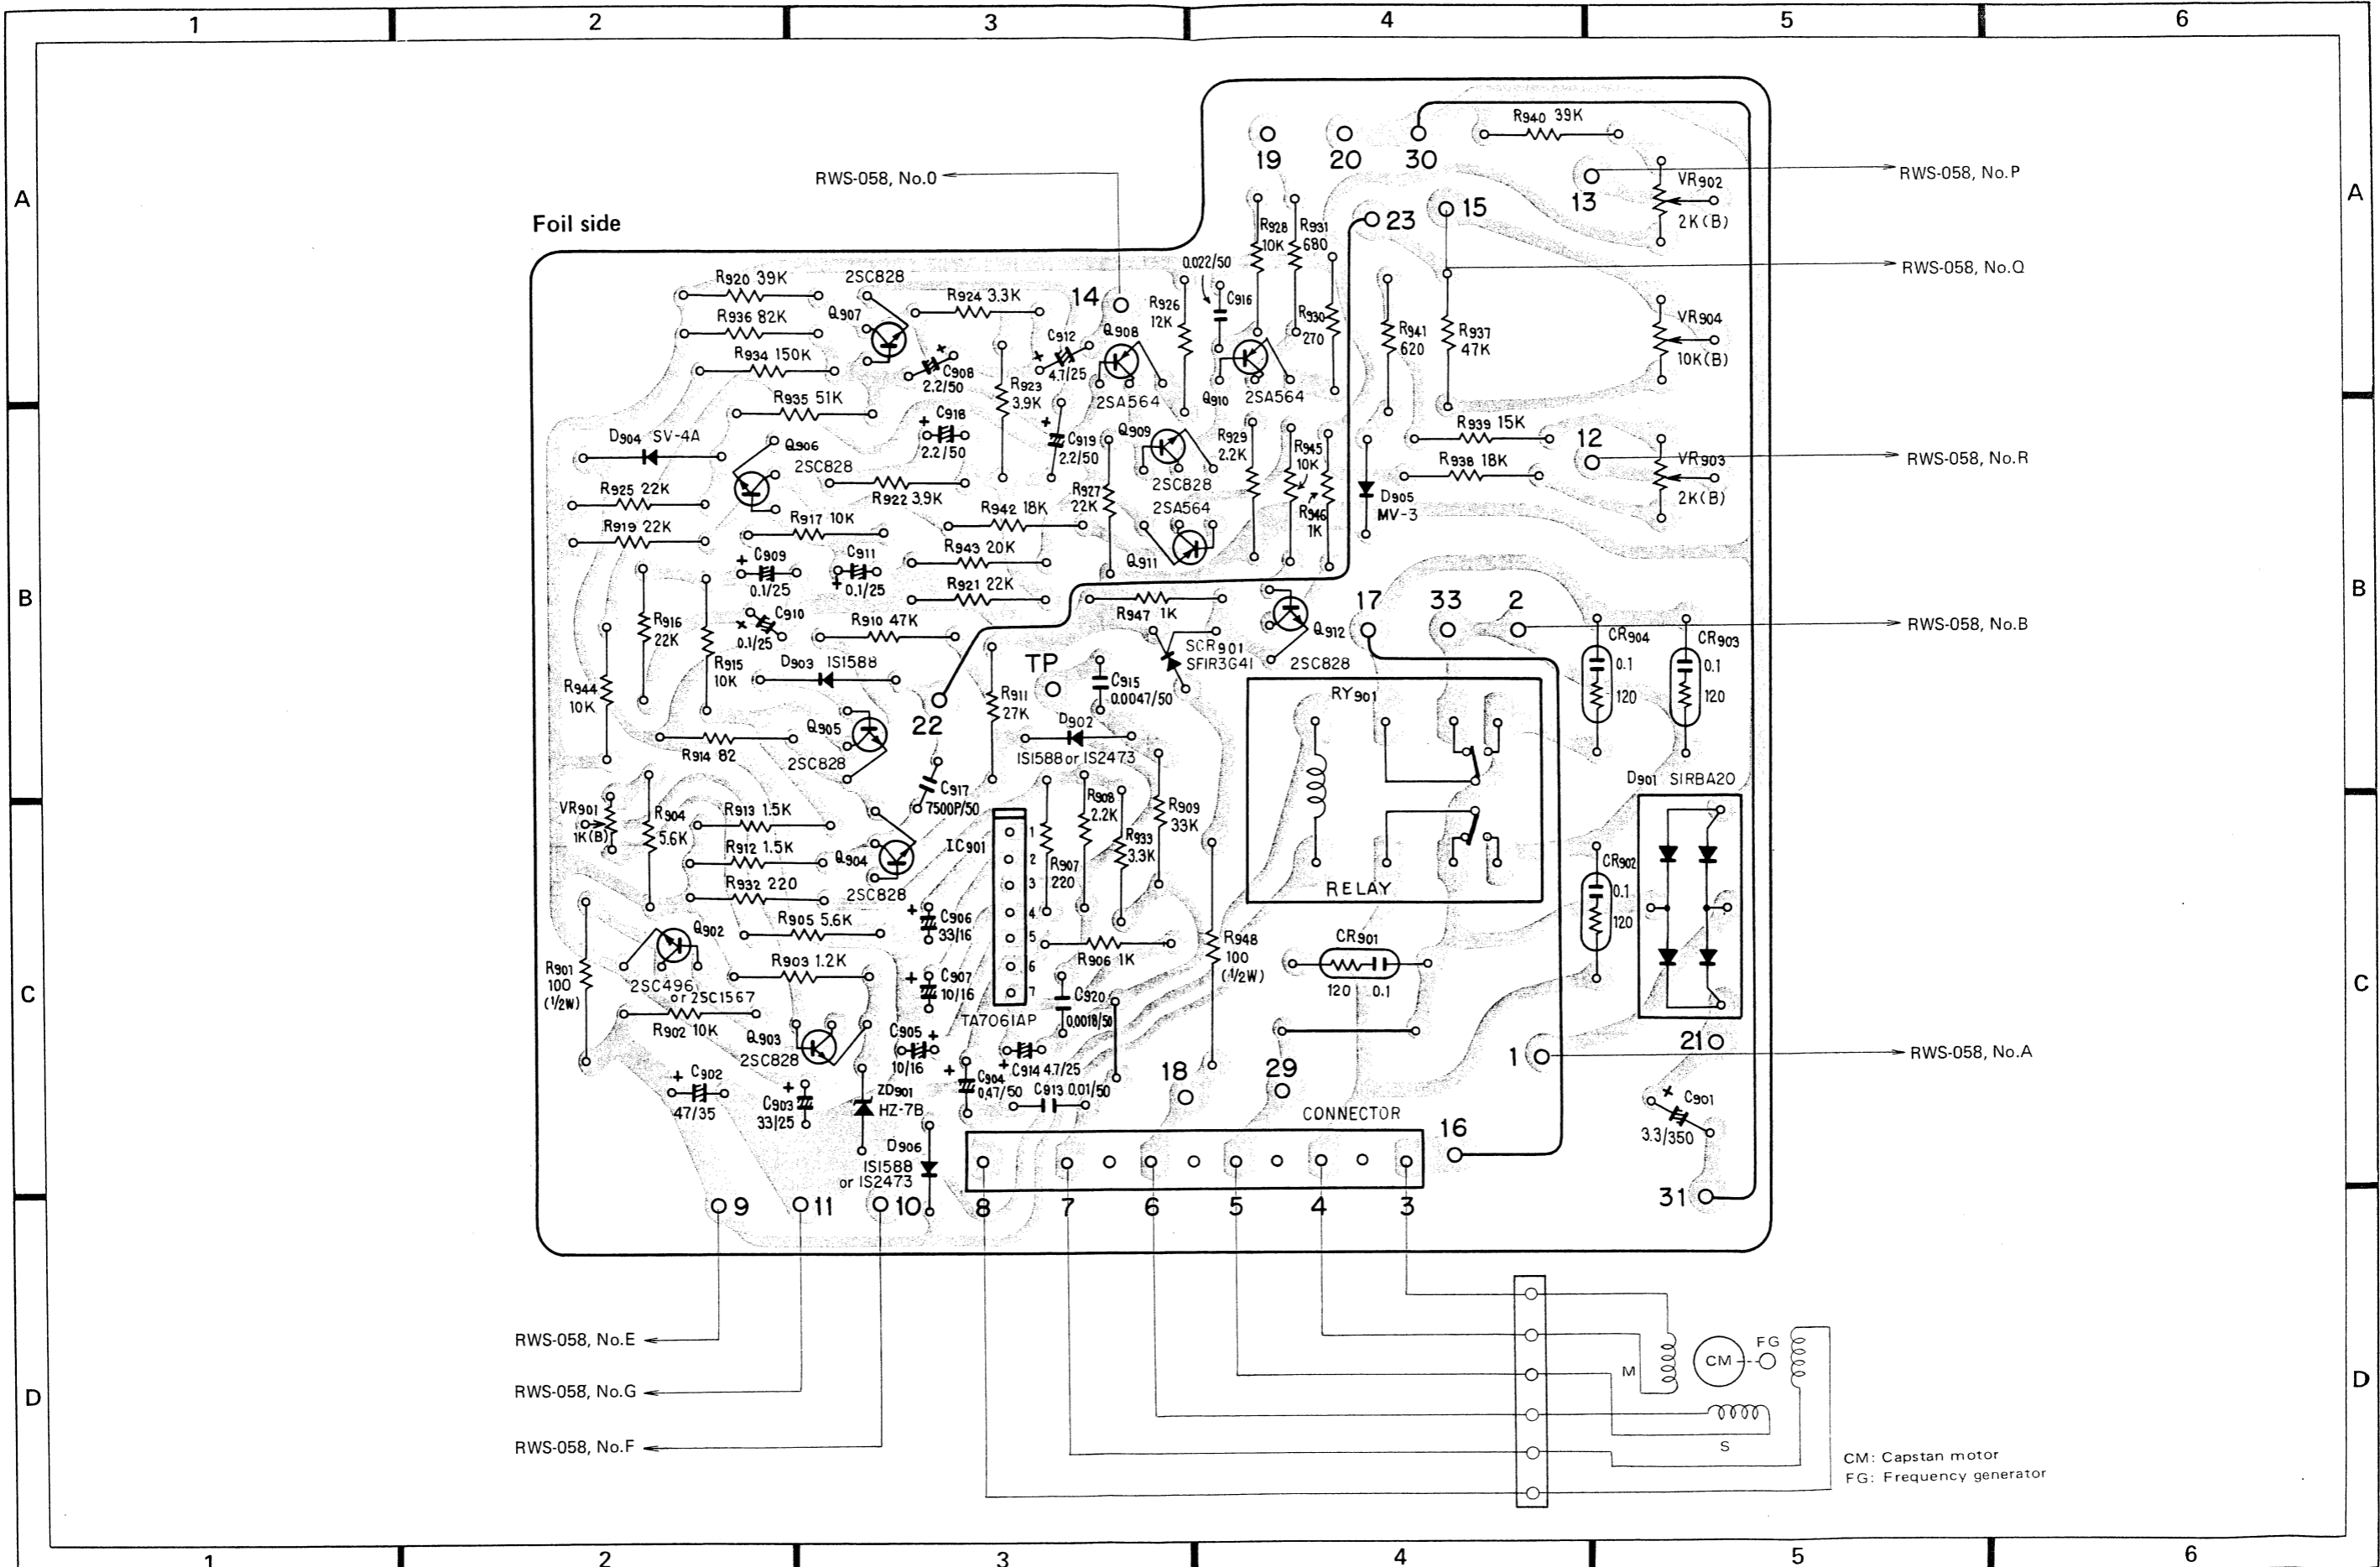 1 2 3 4 5 6
A A
B B
C C
D D
1 2 3 4 5 6
Foil side
RWS-058, No.O
RWS-058, No.P
RWS-058, No.Q
RWS-058, No.R
RWS-058, No.B
RWS-058, No.A
RWS-058, No.E
RWS-058, No.G
RWS-058, No.F
19 20 30
R940 39K
13
VR902
2K(B)
23 15
R928
10K
R931
680
0.022/50
C916
R920 39K
2SC828
R936 82K
Q907
R924 3.3K
14
R926
12K
R930
270
R941
620
R937
47K
VR904
10K(B)
R934 150K
C908
2.2/50
C912
4.7/25
Q908
2SA564
Q910
2SA564
R923
3.9K
R935 51K
C918
2.2/50
C919
2.2/50
Q909
2SC828
R929
2.2K
R945
10K
R946
1K
R939 15K
12
R938 18K
VR903
2K(B)
D904 SV-4A
Q906
2SC828
R922 3.9K
R927
22K
2SA564
Q911
D905
MV-3
R925 22K
R919 22K
R917 10K
R942 18K
R943 20K
C909
0.1/25
C911
0.1/25
R921 22K
R947 1K
R916
22K
C910
0.1/25
R910 47K
R915
10K
D903 IS1588
R944
10K
R914 82
Q905
2SC828
22
R911
27K
TP
C915
0.0047/50
D902
IS1588 or IS2473
SCR901
SFIR3G41
Q912
2SC828
17 33 2
CR904
0.1
120
CR903
0.1
120
RY901
RELAY
D901 SIRBA20
CR902
0.1
120
C917
7500P/50
VR901
1K(B)
R904
5.6K
R913 1.5K
R912 1.5K
Q904
2SC828
R932 220
IC901
1
2
3
4
5
6
7
TA7061AP
R907
220
R908
2.2K
R933
3.3K
R909
33K
C906
33/16
R905 5.6K
Q902
2SC496
or 2SC1567
R903 1.2K
C907
10/16
R906 1K
R948
100
(1/2W)
CR901
120 0.1
R901
100
(1/2W)
R902 10K
Q903
2SC828
C905
10/16
C920
0.0018/50
C914 4.7/25
C904
0.47/50
C913 0.01/50
18 29
1
21
C901
3.3/350
C902
47/35
C903
33/25
ZD901
HZ-7B
D906
IS1588
or IS2473
CONNECTOR
16
31
9 11 10 8 7 6 5 4 3
M
CM
FG
S
CM: Capstan motor
FG: Frequency generator